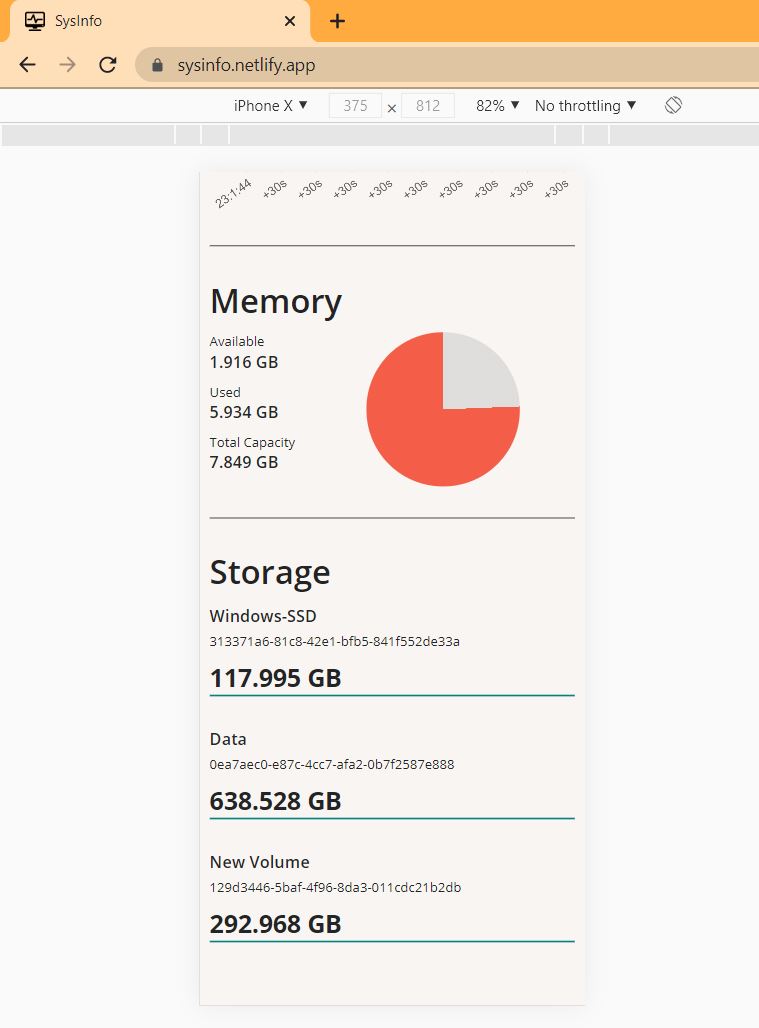 SysInfo
sysinfo.netlify.app
iPhone X ▼ 375 × 812 82% ▼ No throttling ▼
23:1:44 +30s +30s +30s +30s +30s +30s +30s +30s +30s
Memory
Available
1.916 GB
Used
5.934 GB
Total Capacity
7.849 GB
Storage
Windows-SSD
313371a6-81c8-42e1-bfb5-841f552de33a
117.995 GB
Data
0ea7aec0-e87c-4cc7-afa2-0b7f2587e888
638.528 GB
New Volume
129d3446-5baf-4f96-8da3-011cdc21b2db
292.968 GB